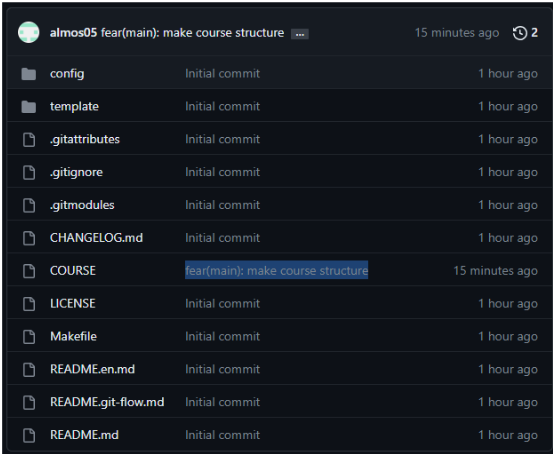 almos05 fear(main): make course structure ... 15 minutes ago 2
config Initial commit 1 hour ago
template Initial commit 1 hour ago
.gitattributes Initial commit 1 hour ago
.gitignore Initial commit 1 hour ago
.gitmodules Initial commit 1 hour ago
CHANGELOG.md Initial commit 1 hour ago
COURSE fear(main): make course structure 15 minutes ago
LICENSE Initial commit 1 hour ago
Makefile Initial commit 1 hour ago
README.en.md Initial commit 1 hour ago
README.git-flow.md Initial commit 1 hour ago
README.md Initial commit 1 hour ago